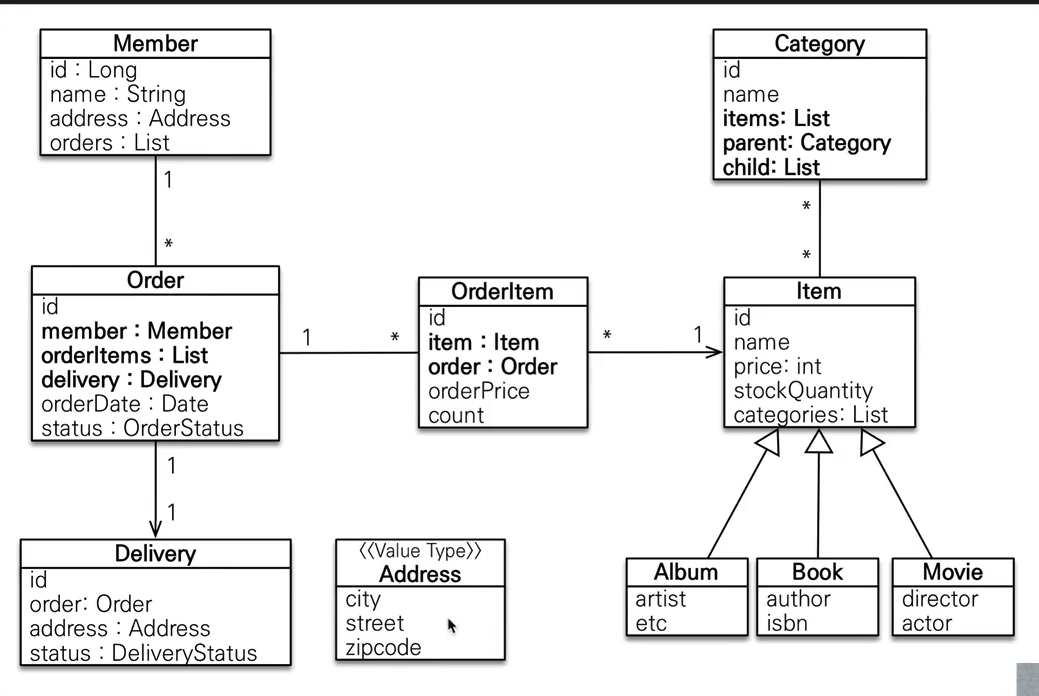 Member
id : Long
name : String
address : Address
orders : List
1
*
Category
id
name
items: List
parent: Category
child: List
*
*
Order
id
member : Member
orderItems : List
delivery : Delivery
orderDate : Date
status : OrderStatus
1
*
OrderItem
id
item : Item
order : Order
orderPrice
count
*
1
Item
id
name
price: int
stockQuantity
categories: List
1
1
Delivery
id
order: Order
address : Address
status : DeliveryStatus
<<Value Type>>
Address
city
street
zipcode
Album
artist
etc
Book
author
isbn
Movie
director
actor